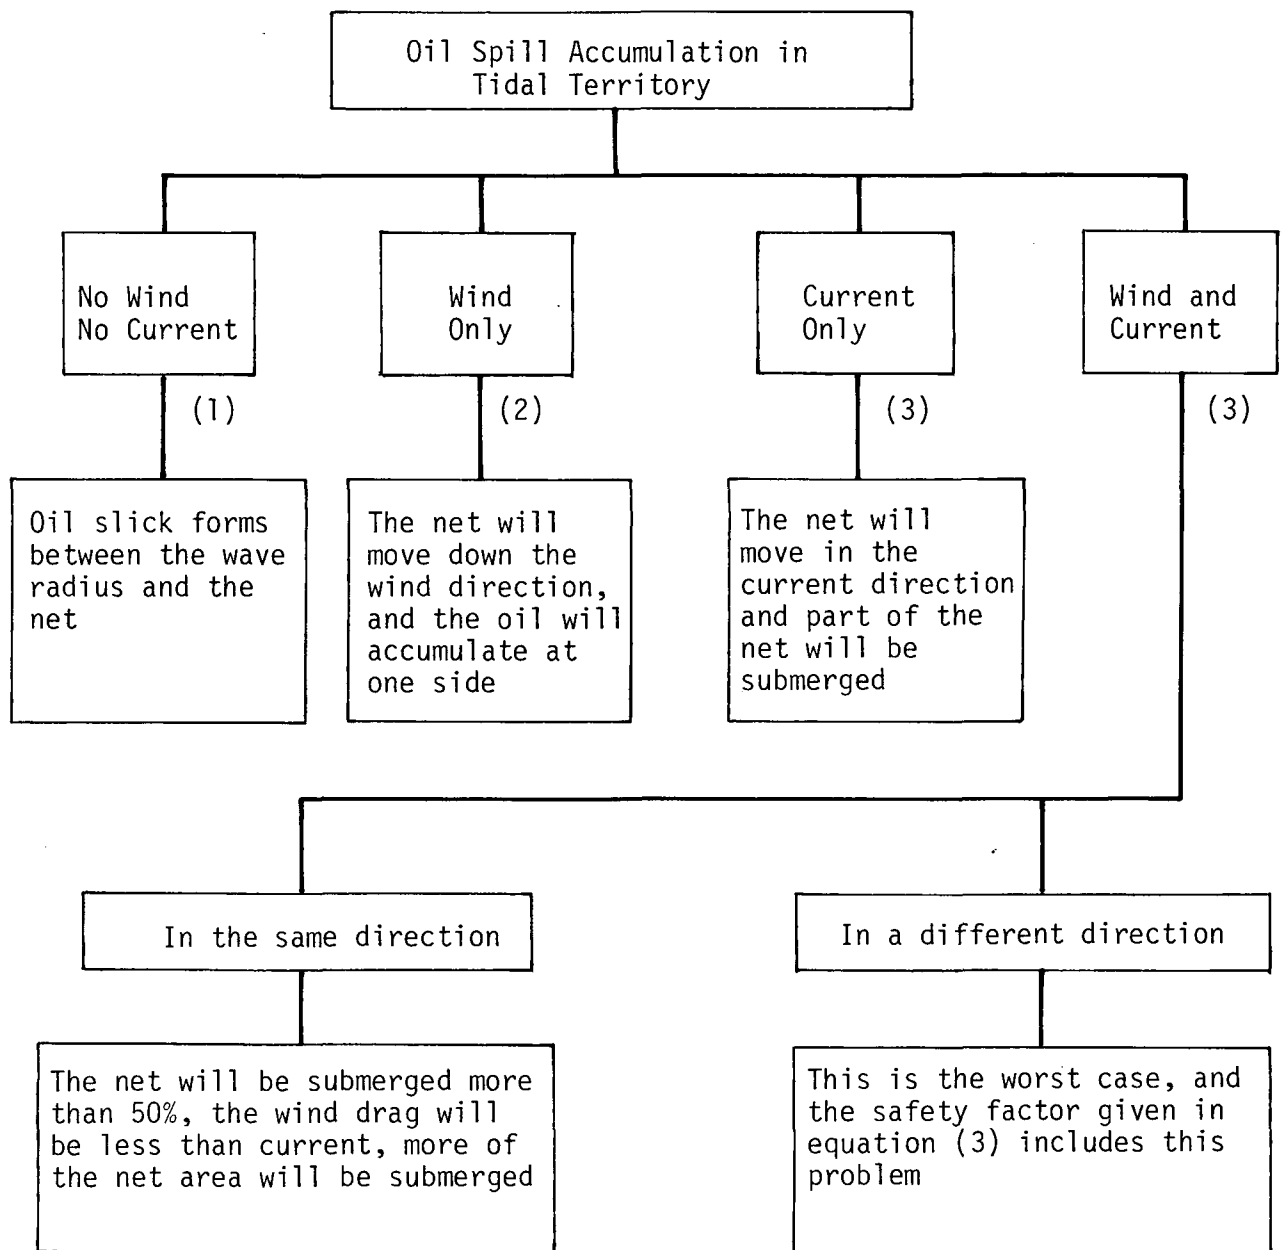 Oil Spill Accumulation in
Tidal Territory
No Wind
No Current
Wind
Only
Current
Only
Wind and
Current
(1)
(2)
(3)
(3)
Oil slick forms
between the wave
radius and the
net
The net will
move down the
wind direction,
and the oil will
accumulate at
one side
The net will
move in the
current direction
and part of the
net will be
submerged
In the same direction
In a different direction
The net will be submerged more
than 50%, the wind drag will
be less than current, more of
the net area will be submerged
This is the worst case, and
the safety factor given in
equation (3) includes this
problem